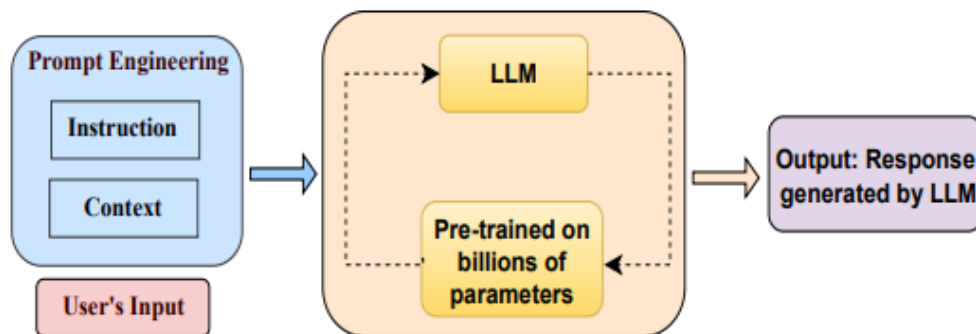 Prompt Engineering
Instruction
Context
User's Input
LLM
Pre-trained on
billions of
parameters
Output: Response
generated by LLM